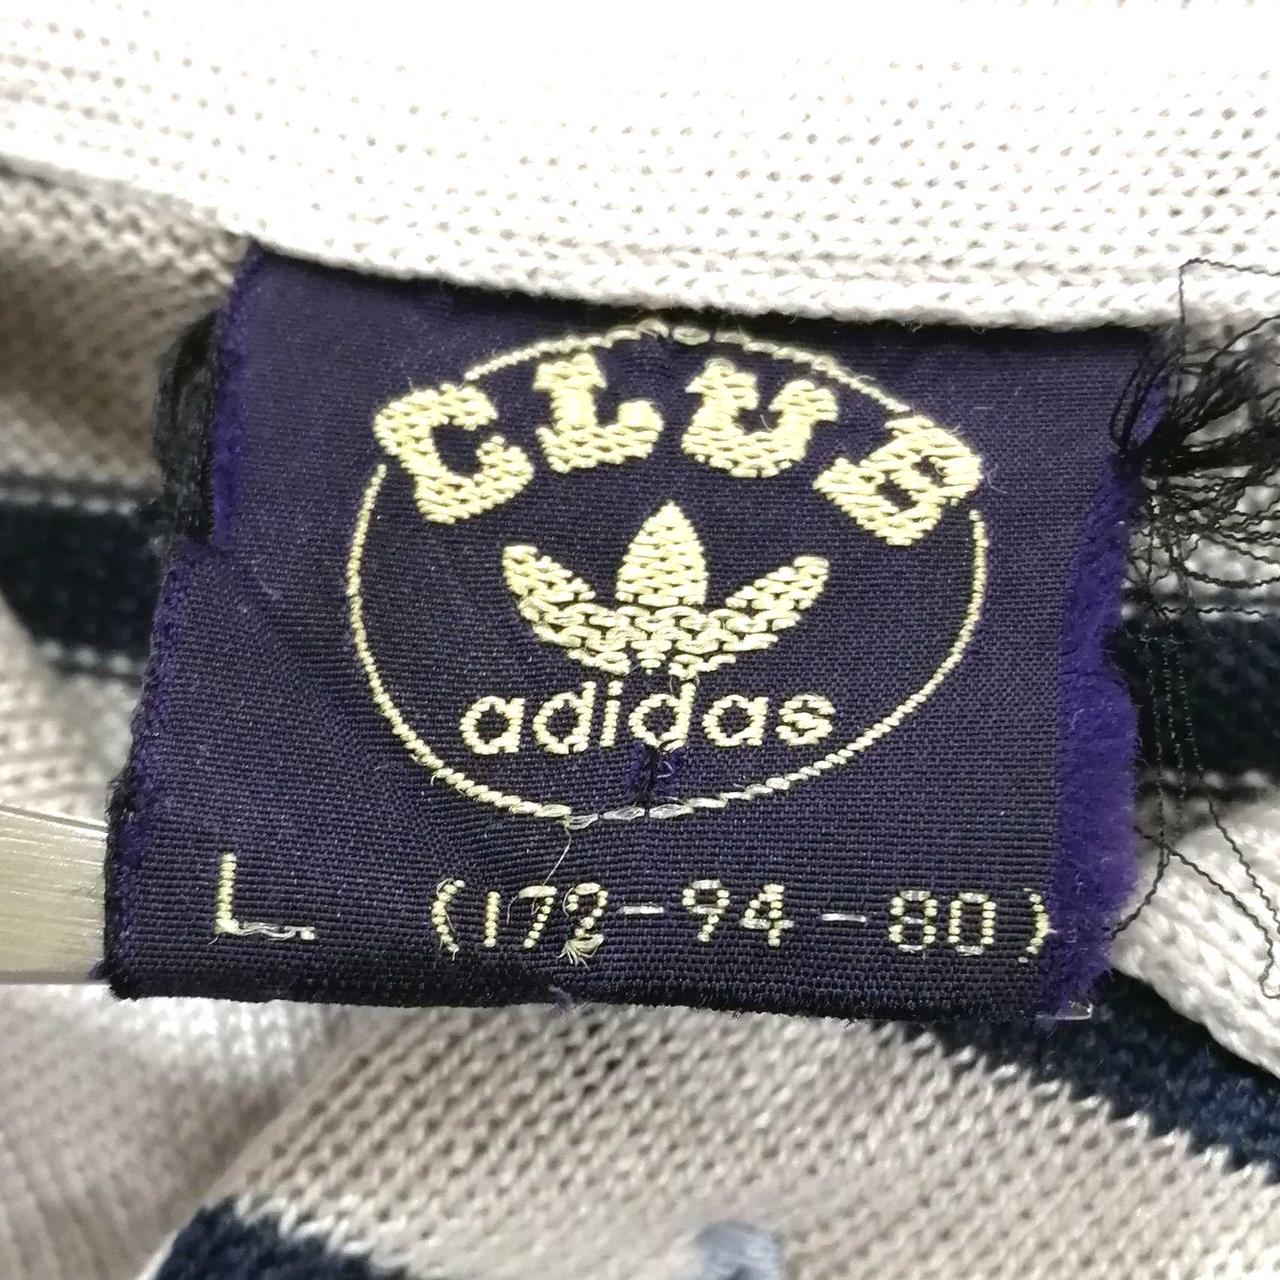 CLUB
adidas
L (172-94-80)